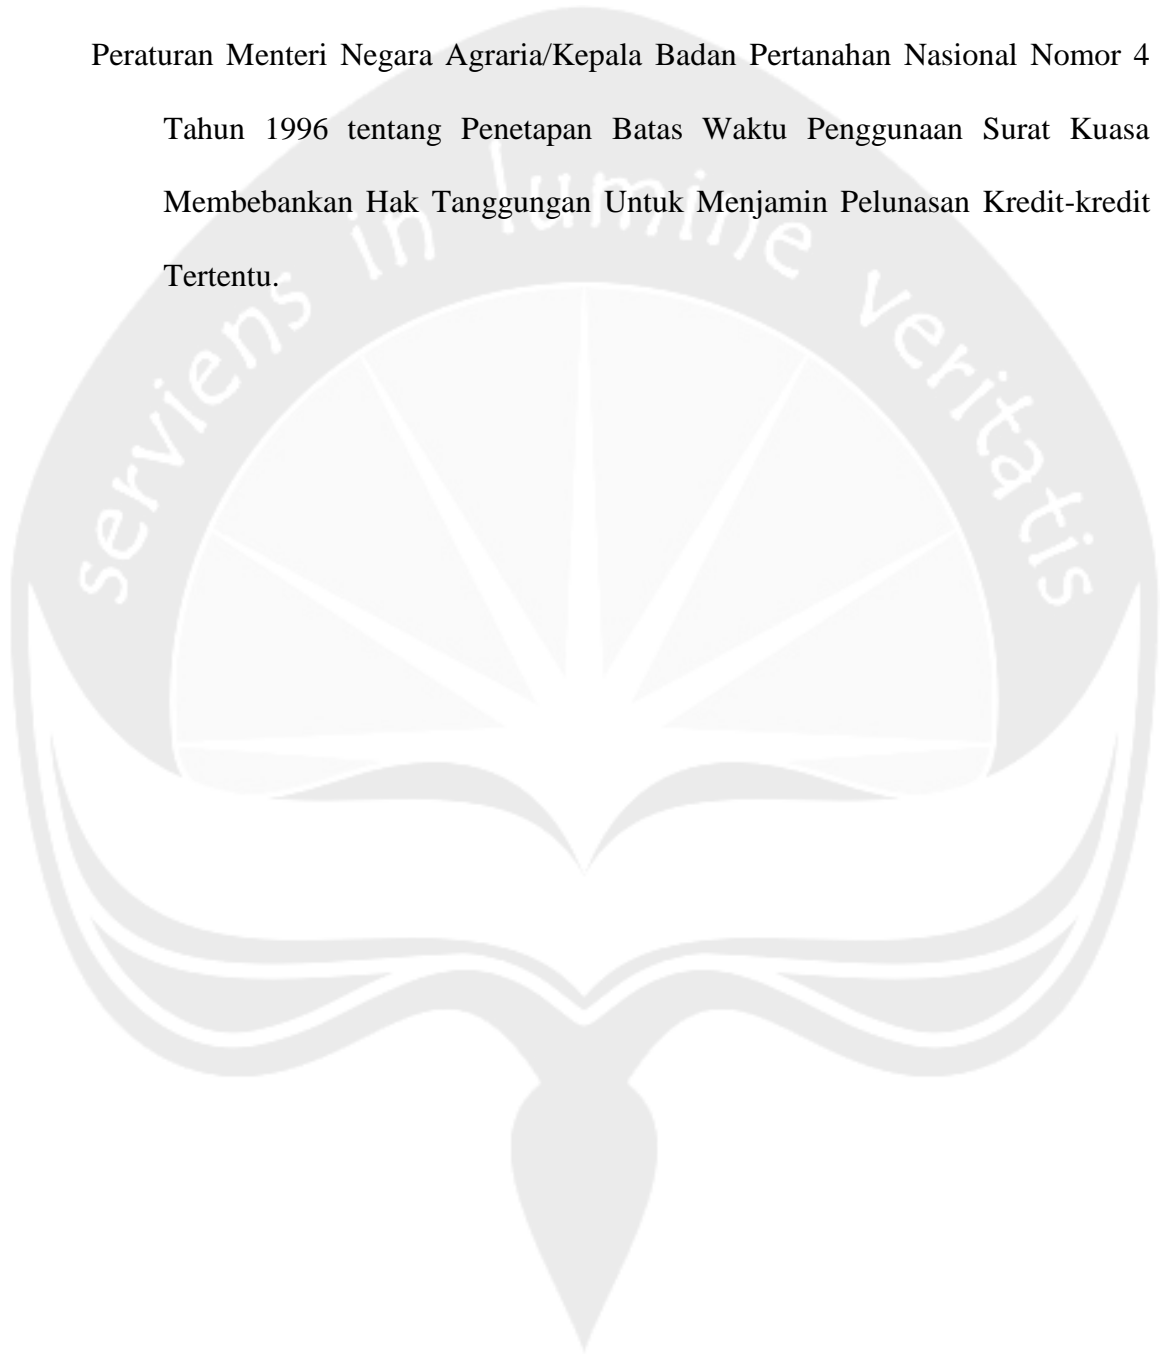 Peraturan Menteri Negara Agraria/Kepala Badan Pertanahan Nasional Nomor 4
Tahun 1996 tentang Penetapan Batas Waktu Penggunaan Surat Kuasa
Membebankan Hak Tanggungan Untuk Menjamin Pelunasan Kredit-kredit
Tertentu.
serviens in lumine veritatis